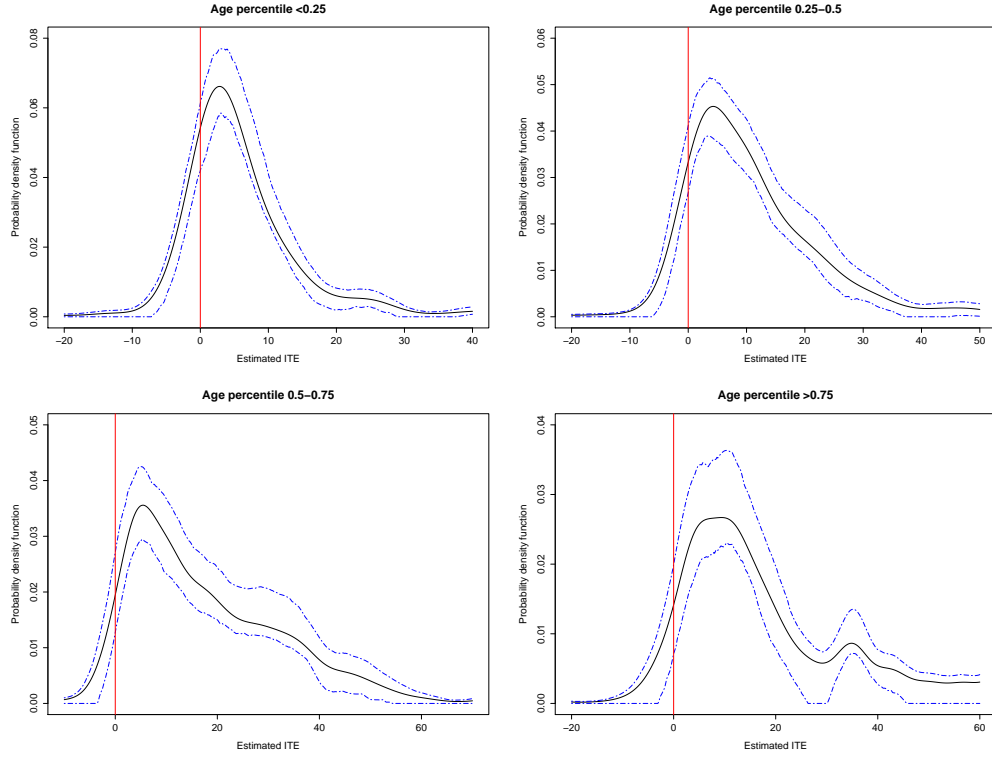 Age percentile <0.25
Probability density function
0.00 0.02 0.04 0.06 0.08
−20 −10 0 10 20 30 40
Estimated ITE
Age percentile 0.25−0.5
Probability density function
0.00 0.01 0.02 0.03 0.04 0.05 0.06
−20 −10 0 10 20 30 40 50
Estimated ITE
Age percentile 0.5−0.75
Probability density function
0.00 0.01 0.02 0.03 0.04 0.05
0 20 40 60
Estimated ITE
Age percentile >0.75
Probability density function
0.00 0.01 0.02 0.03 0.04
−20 0 20 40 60
Estimated ITE